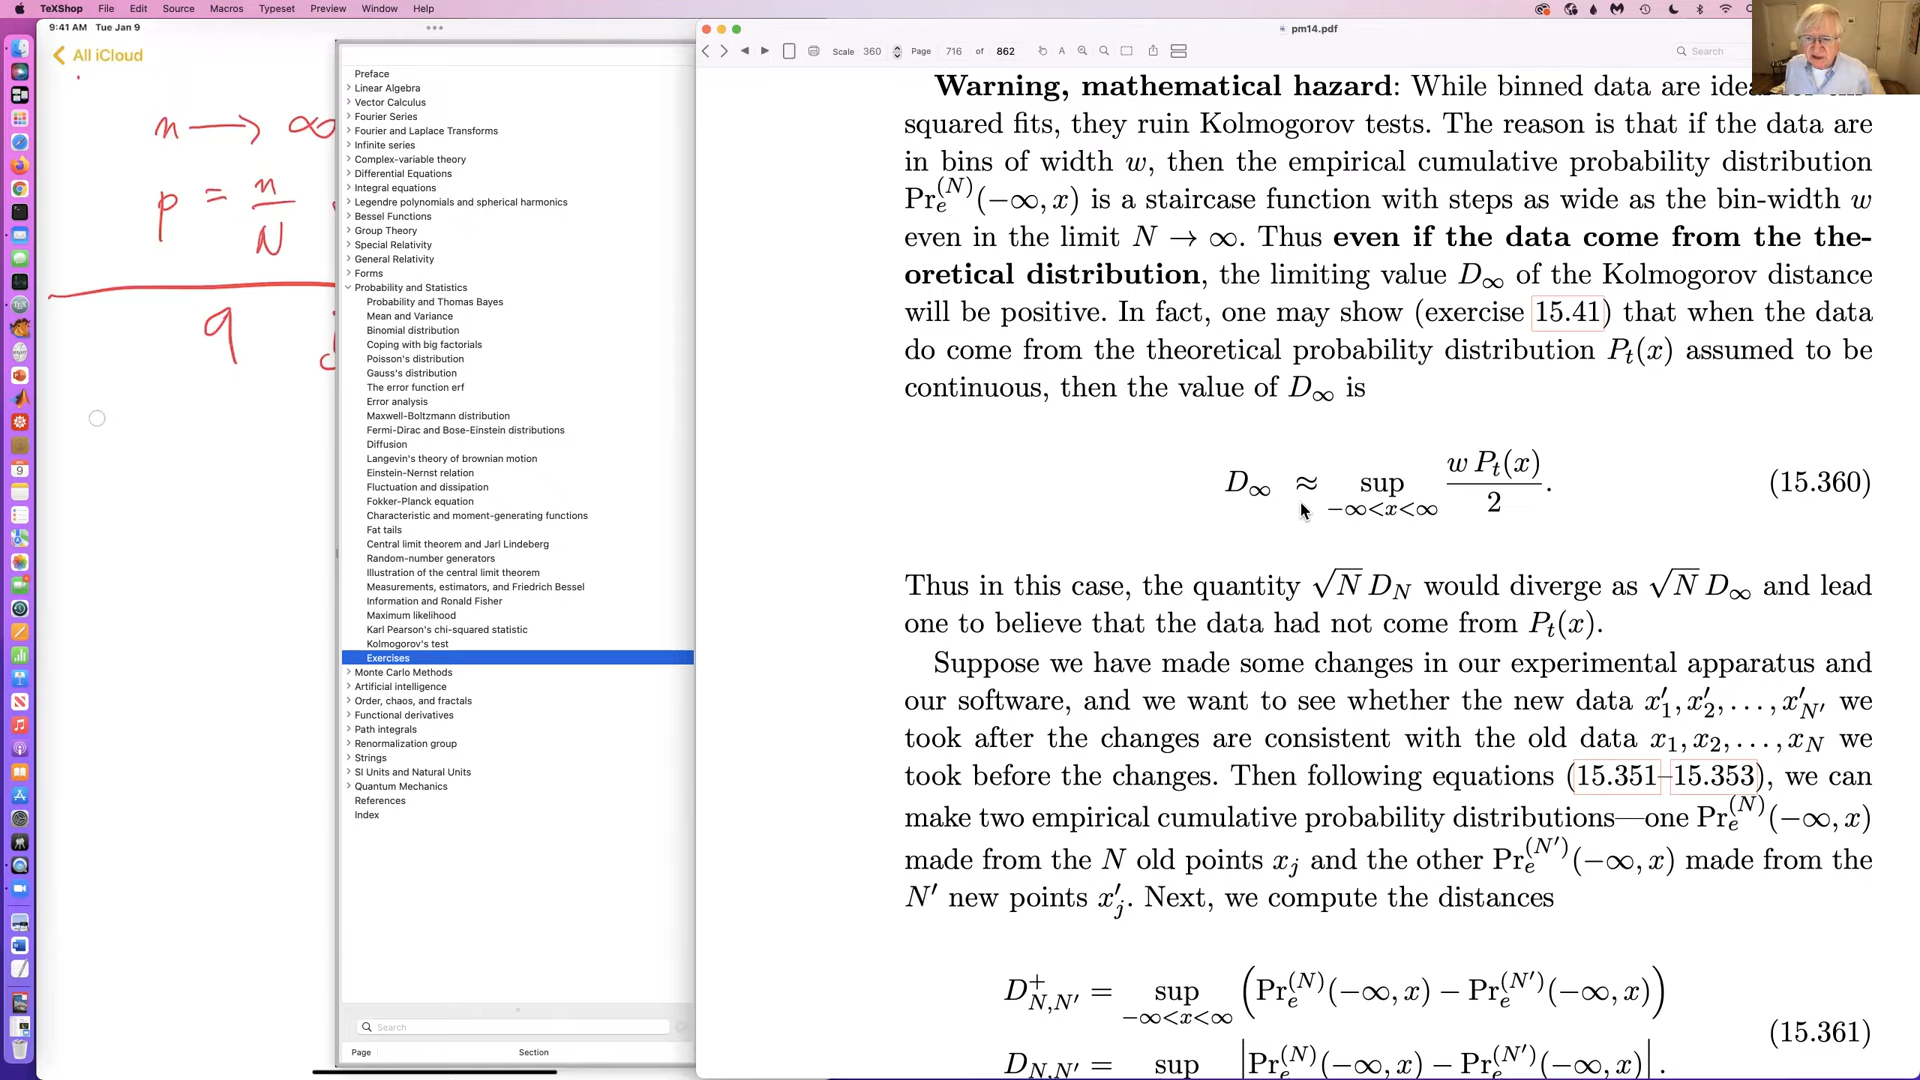 TeXShop File Edit Source Macros Typeset Preview Window Help
9:41 AM Tue Jan 9
All iCloud
n → ∞
p = n/N
9
Preface
Linear Algebra
Vector Calculus
Fourier Series
Fourier and Laplace Transforms
Infinite series
Complex-variable theory
Differential Equations
Integral equations
Legendre polynomials and spherical harmonics
Bessel Functions
Group Theory
Special Relativity
General Relativity
Forms
Probability and Statistics
Probability and Thomas Bayes
Mean and Variance
Binomial distribution
Coping with big factorials
Poisson's distribution
Gauss's distribution
The error function erf
Error analysis
Maxwell-Boltzmann distribution
Fermi-Dirac and Bose-Einstein distributions
Diffusion
Langevin's theory of brownian motion
Einstein-Nernst relation
Fluctuation and dissipation
Fokker-Planck equation
Characteristic and moment-generating functions
Fat tails
Central limit theorem and Jarl Lindeberg
Random-number generators
Illustration of the central limit theorem
Measurements, estimators, and Friedrich Bessel
Information and Ronald Fisher
Maximum likelihood
Karl Pearson's chi-squared statistic
Kolmogorov's test
Exercises
Monte Carlo Methods
Artificial intelligence
Order, chaos, and fractals
Functional derivatives
Path integrals
Renormalization group
Strings
SI Units and Natural Units
Quantum Mechanics
References
Index
Search
Page Section
pm14.pdf
Scale 360 Page 716 of 862 Search
Warning, mathematical hazard: While binned data are
squared fits, they ruin Kolmogorov tests. The reason is that if the data are
in bins of width w, then the empirical cumulative probability distribution
Pr_e^(N)(−∞, x) is a staircase function with steps as wide as the bin-width w
even in the limit N → ∞. Thus even if the data come from the the-
oretical distribution, the limiting value D∞ of the Kolmogorov distance
will be positive. In fact, one may show (exercise 15.41) that when the data
do come from the theoretical probability distribution P_t(x) assumed to be
continuous, then the value of D∞ is
D∞ ≈ sup_{−∞<x<∞} w P_t(x)/2. (15.360)
Thus in this case, the quantity √N D_N would diverge as √N D∞ and lead
one to believe that the data had not come from P_t(x).
Suppose we have made some changes in our experimental apparatus and
our software, and we want to see whether the new data x′₁, x′₂, . . . , x′_N′ we
took after the changes are consistent with the old data x₁, x₂, . . . , x_N we
took before the changes. Then following equations (15.351–15.353), we can
make two empirical cumulative probability distributions—one Pr_e^(N)(−∞, x)
made from the N old points x_j and the other Pr_e^(N′)(−∞, x) made from the
N′ new points x′_j. Next, we compute the distances
D⁺_{N,N′} = sup_{−∞<x<∞} (Pr_e^(N)(−∞, x) − Pr_e^(N′)(−∞, x))
(15.361)
D_{N,N′} = sup |Pr_e^(N)(−∞, x) − Pr_e^(N′)(−∞, x)|.